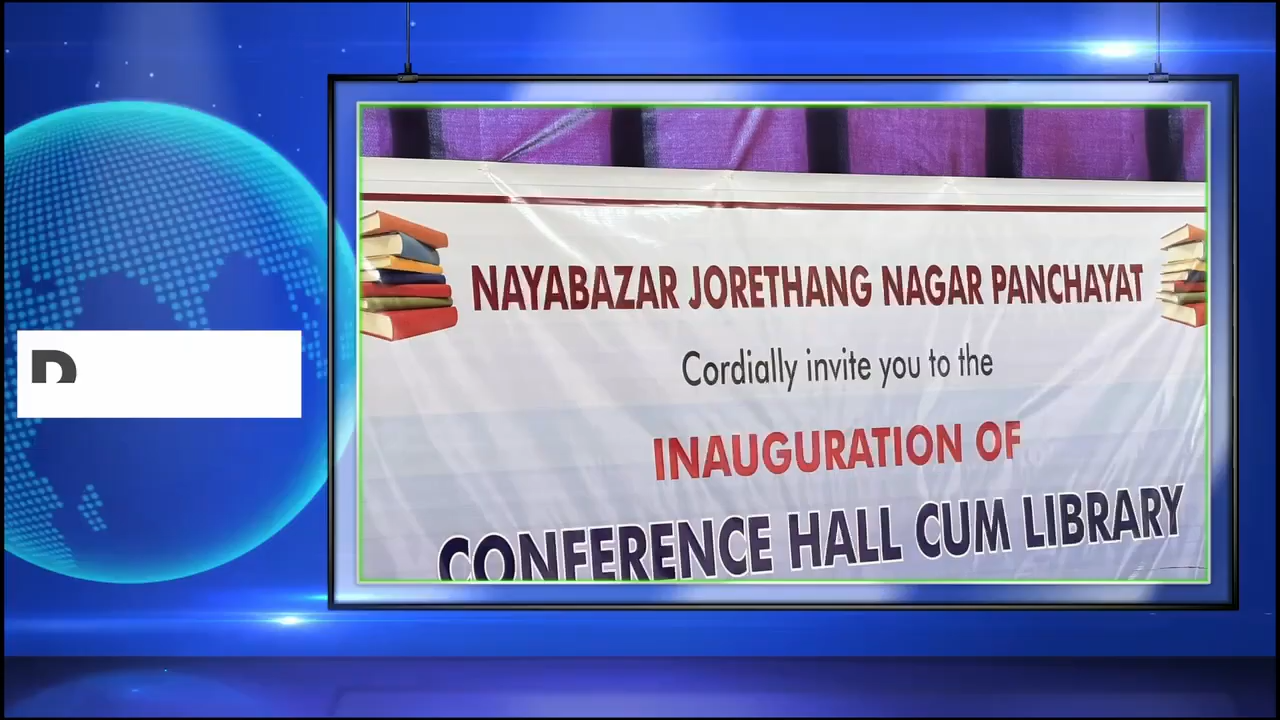 NAYABAZAR JORETHANG NAGAR PANCHAYAT
Cordially invite you to the
INAUGURATION OF
CONFERENCE HALL CUM LIBRARY